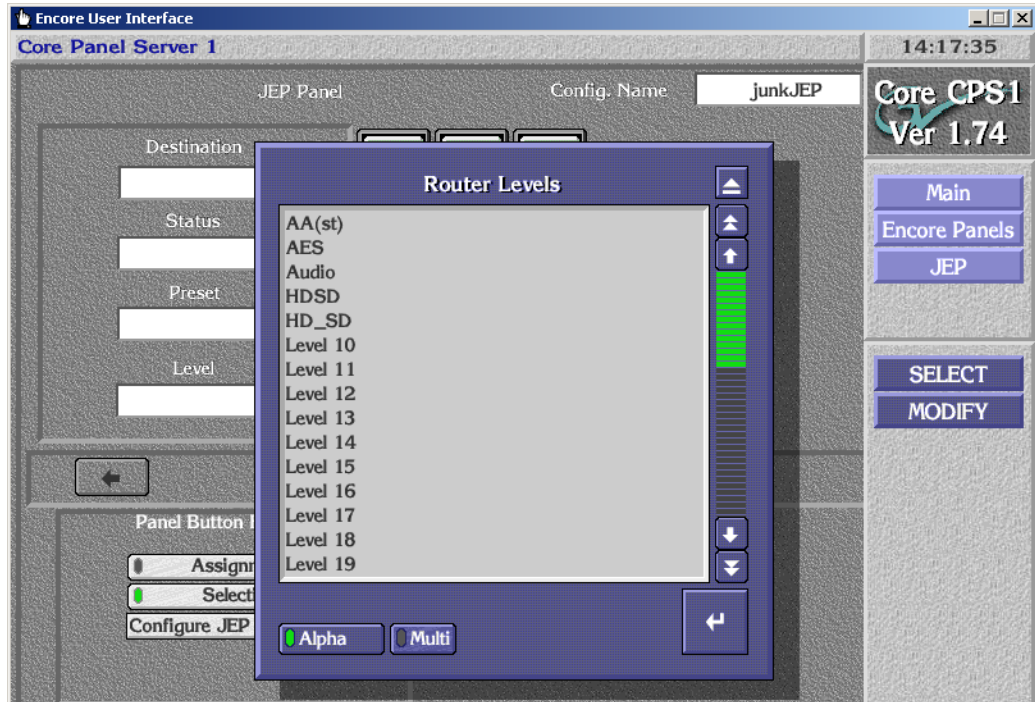 Encore User Interface
Core Panel Server 1
14:17:35
JEP Panel
Config. Name
junkJEP
Core CPS1
Ver 1.74
Destination
Status
Preset
Level
Router Levels
AA(st)
AES
Audio
HDSD
HD_SD
Level 10
Level 11
Level 12
Level 13
Level 14
Level 15
Level 16
Level 17
Level 18
Level 19
Alpha
Multi
Panel Button
Configure JEP
Main
Encore Panels
JEP
SELECT
MODIFY